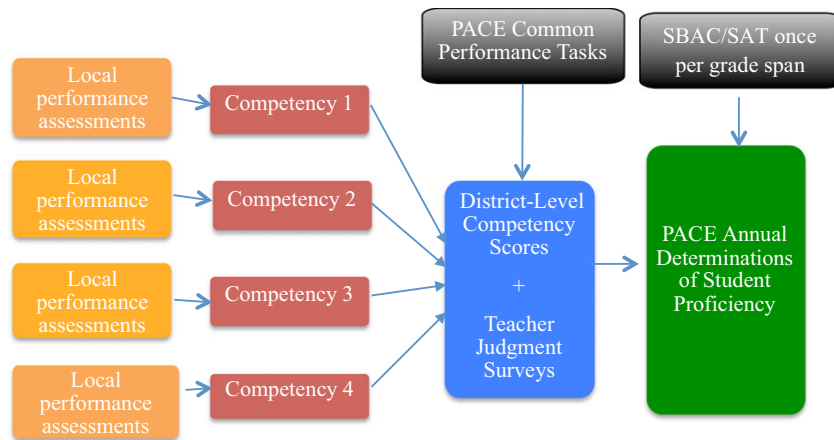 PACE Common
Performance Tasks
SBAC/SAT once
per grade span
Local
performance
assessments
Competency 1
Local
performance
assessments
Competency 2
Local
performance
assessments
Competency 3
Local
performance
assessments
Competency 4
District-Level
Competency
Scores
+
Teacher
Judgment
Surveys
PACE Annual
Determinations
of Student
Proficiency